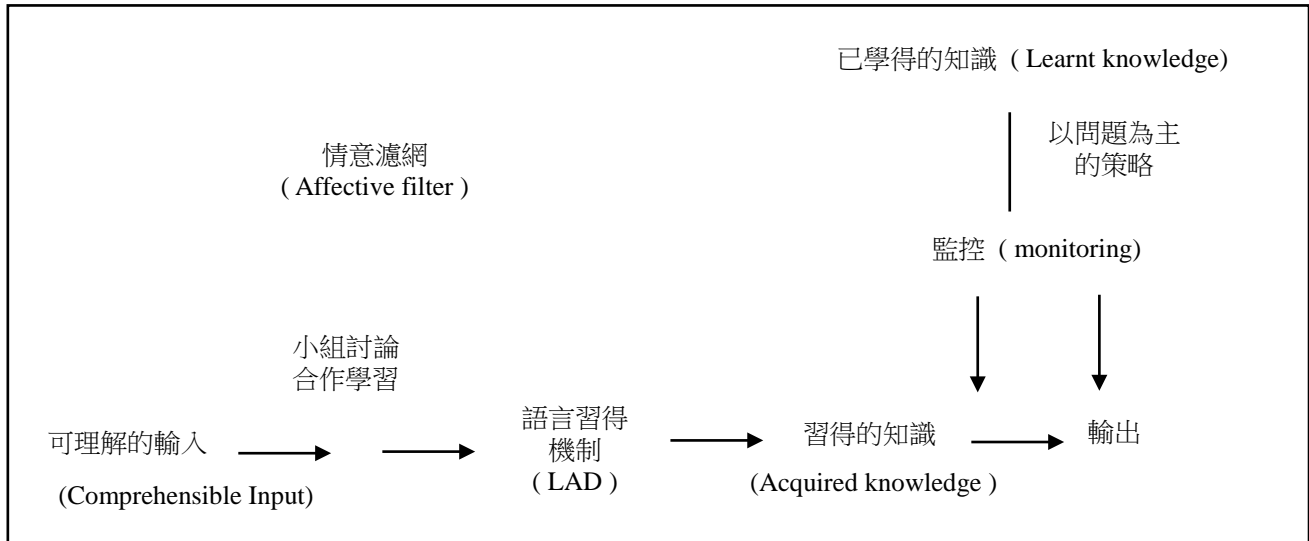 已學得的知識 ( Learnt knowledge)
以問題為主
的策略
情意濾網
( Affective filter )
監控 ( monitoring)
小組討論
合作學習
可理解的輸入
(Comprehensible Input)
語言習得
機制
( LAD )
習得的知識
(Acquired knowledge )
輸出